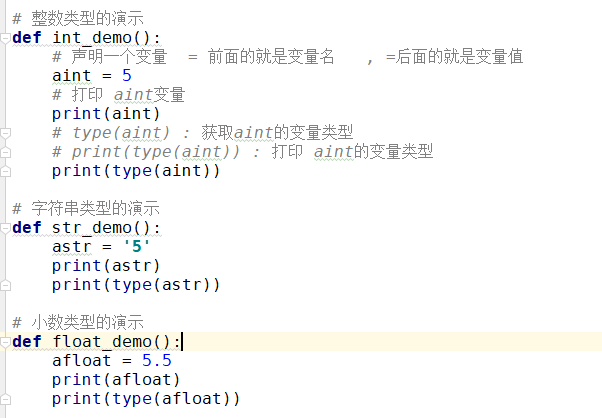 # 整数类型的演示
def int_demo():
    # 声明一个变量  = 前面的就是变量名   , =后面的就是变量值
    aint = 5
    # 打印 aint变量
    print(aint)
    # type(aint) : 获取aint的变量类型
    # print(type(aint)) : 打印 aint的变量类型
    print(type(aint))

# 字符串类型的演示
def str_demo():
    astr = '5'
    print(astr)
    print(type(astr))

# 小数类型的演示
def float_demo():
    afloat = 5.5
    print(afloat)
    print(type(afloat))